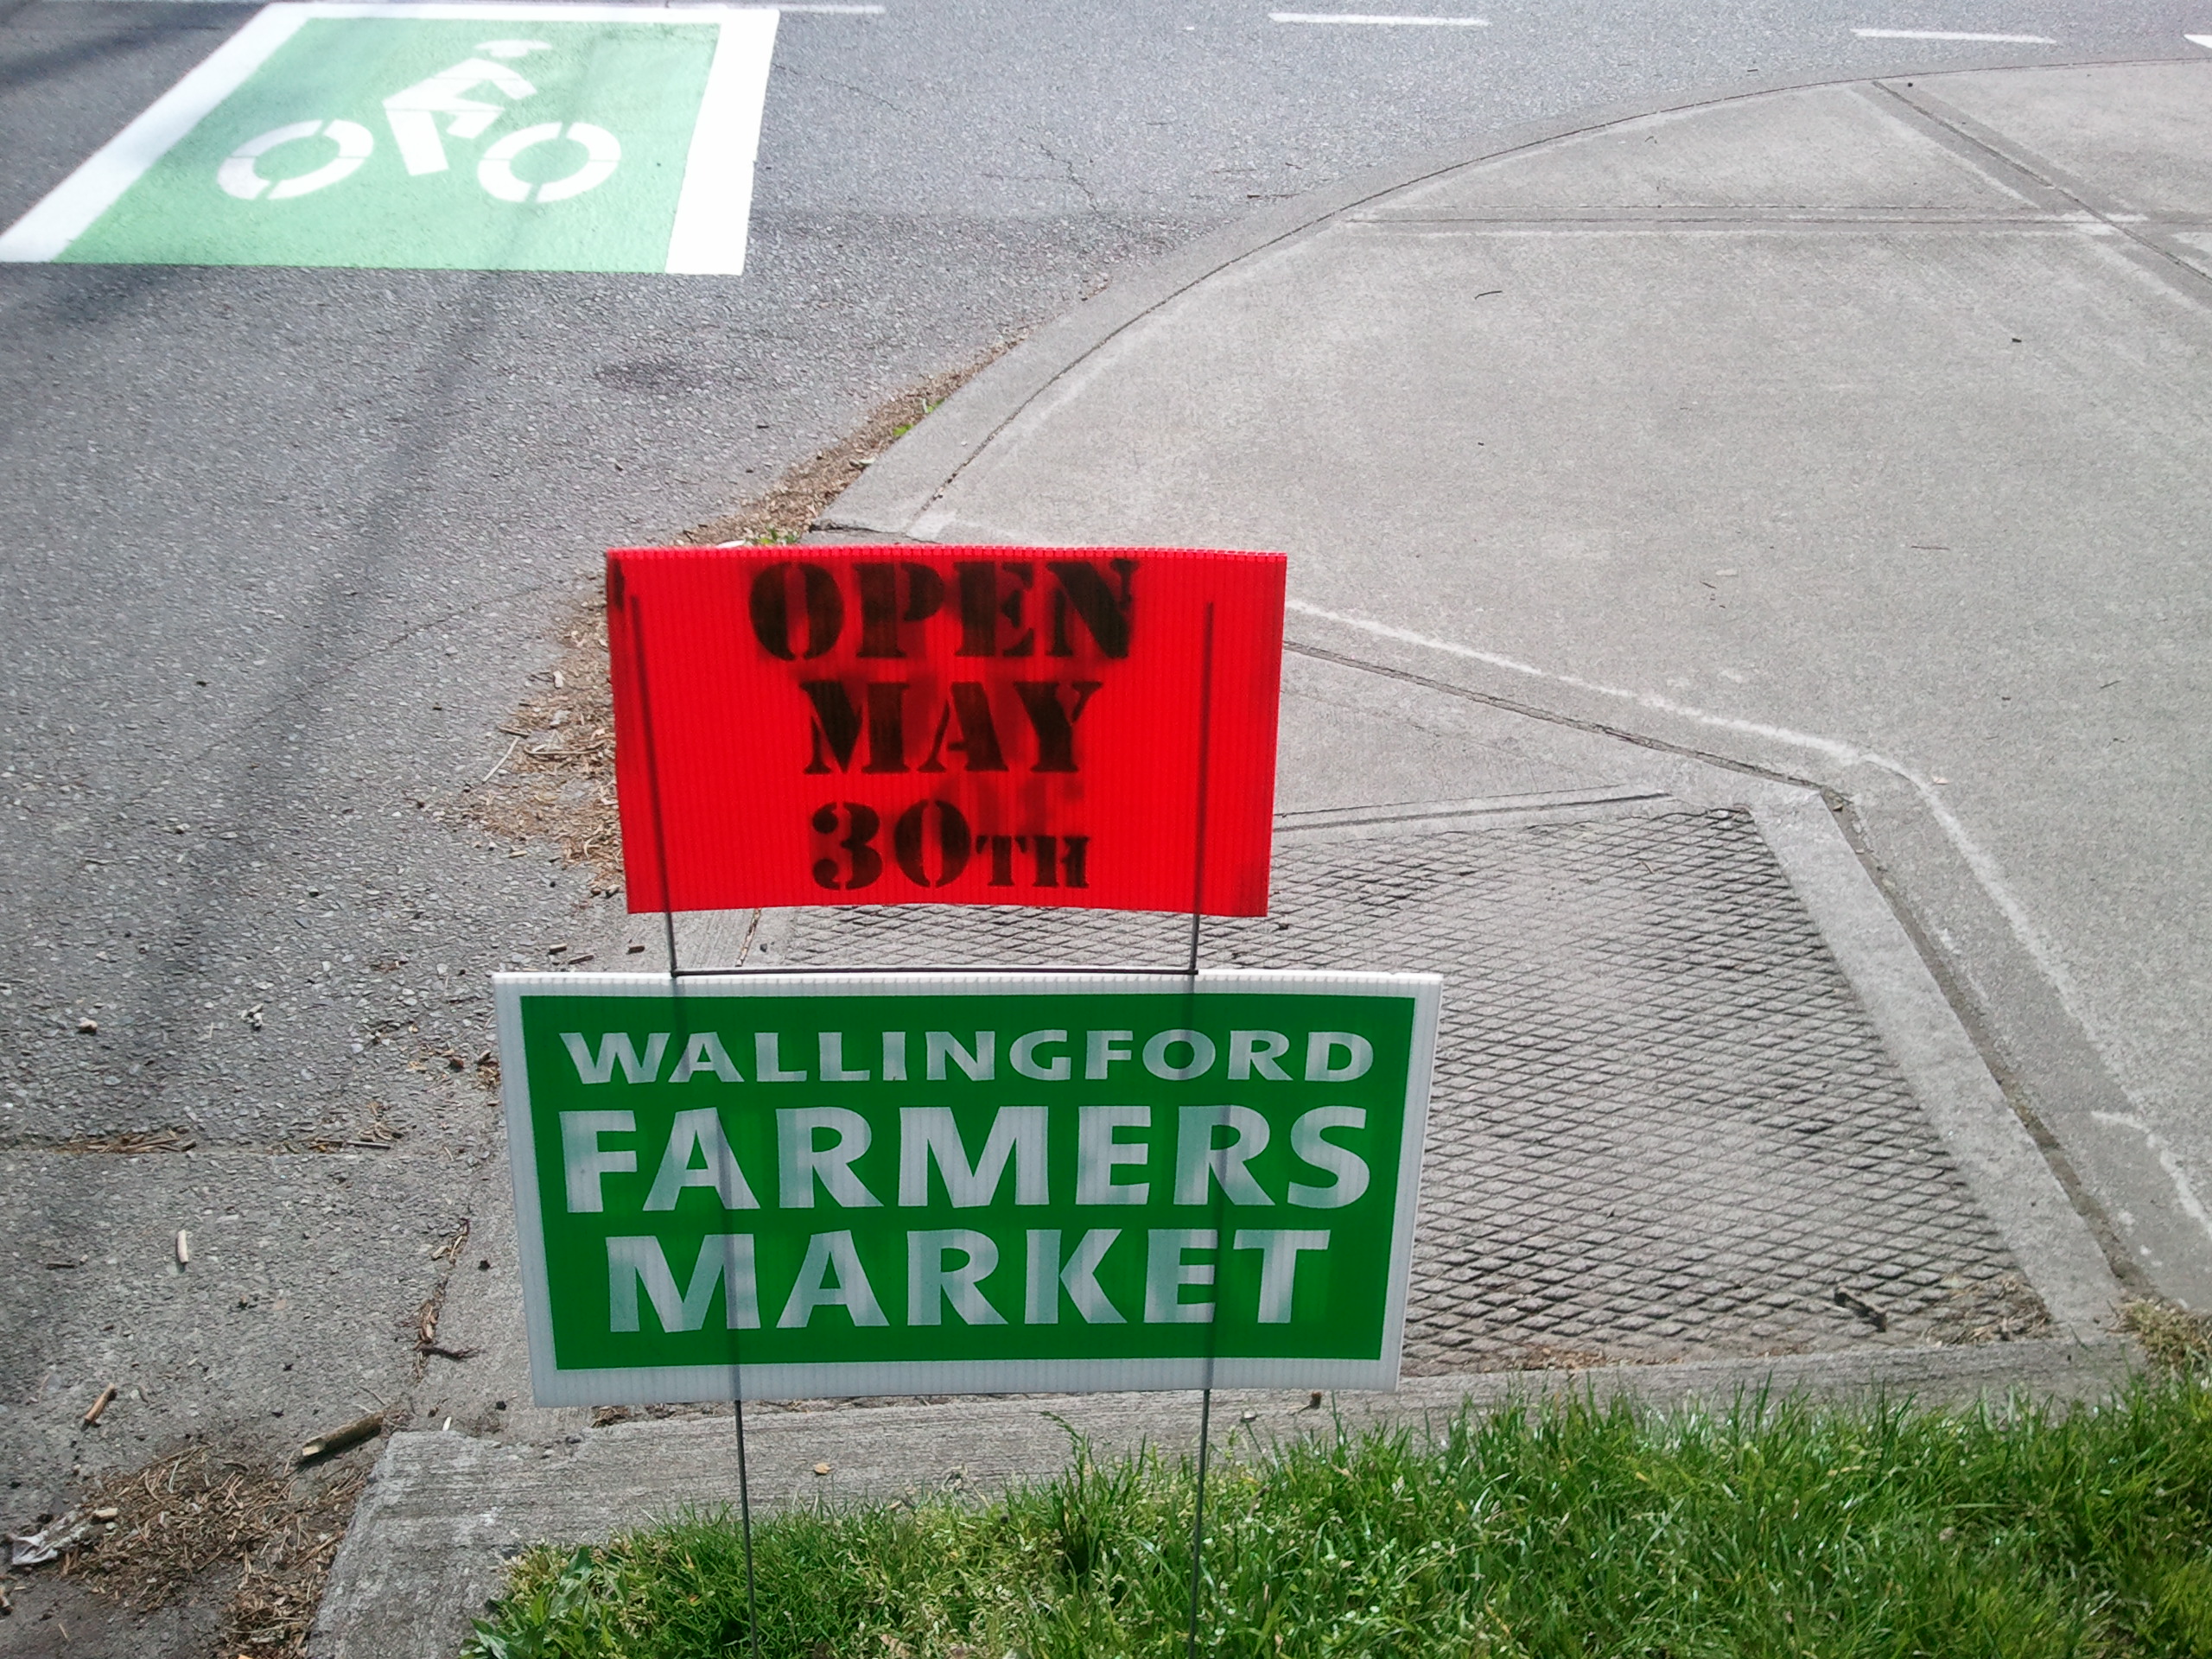 OPEN
MAY
30TH
WALLINGFORD
FARMERS
MARKET